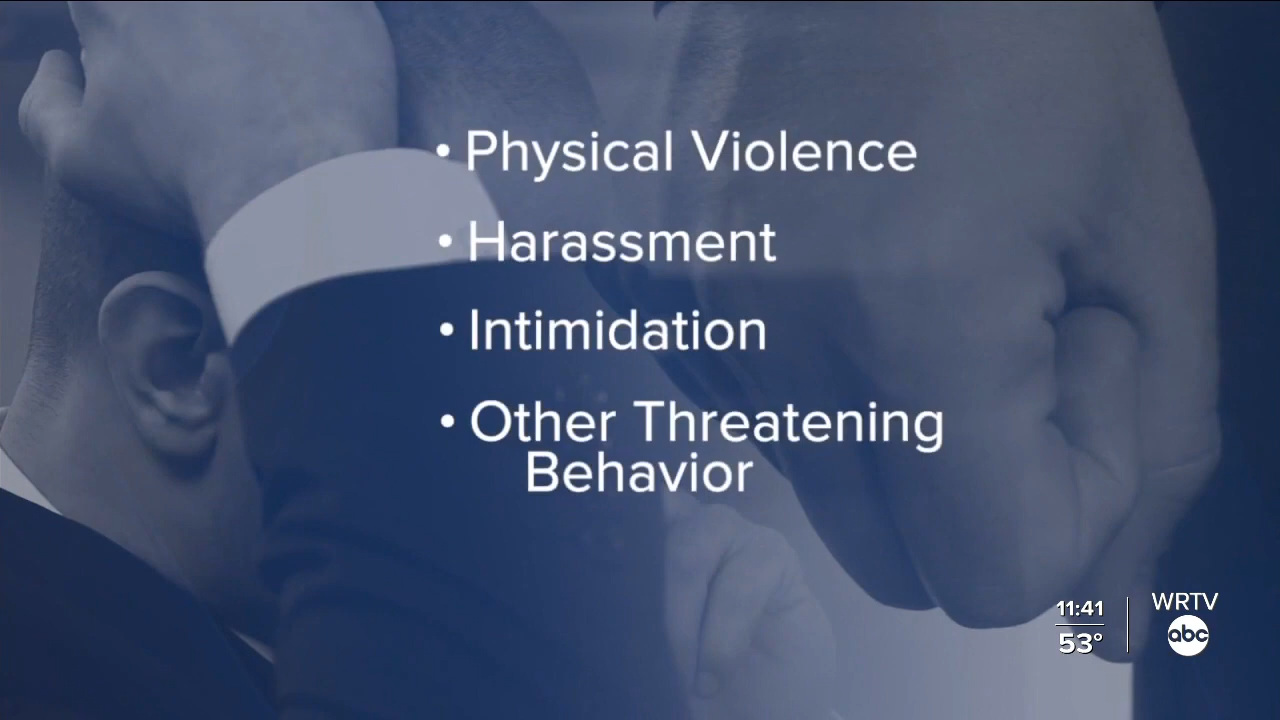 • Physical Violence
• Harassment
• Intimidation
• Other Threatening
Behavior
11:41
53°
WRTV
abc